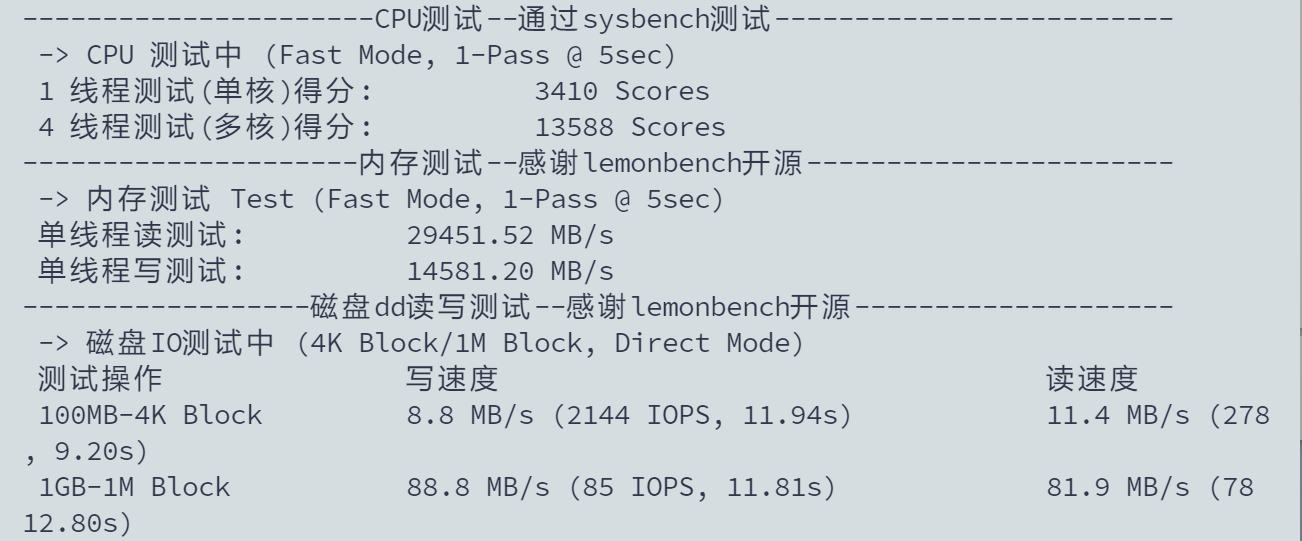 ----------------------CPU测试--通过sysbench测试-------------------------
-> CPU 测试中 (Fast Mode, 1-Pass @ 5sec)
1 线程测试(单核)得分: 3410 Scores
4 线程测试(多核)得分: 13588 Scores
---------------------内存测试--感谢lemonbench开源-----------------------
-> 内存测试 Test (Fast Mode, 1-Pass @ 5sec)
单线程读测试: 29451.52 MB/s
单线程写测试: 14581.20 MB/s
------------------磁盘dd读写测试--感谢lemonbench开源--------------------
-> 磁盘IO测试中 (4K Block/1M Block, Direct Mode)
测试操作 写速度 读速度
100MB-4K Block 8.8 MB/s (2144 IOPS, 11.94s) 11.4 MB/s (278
, 9.20s)
1GB-1M Block 88.8 MB/s (85 IOPS, 11.81s) 81.9 MB/s (78
12.80s)